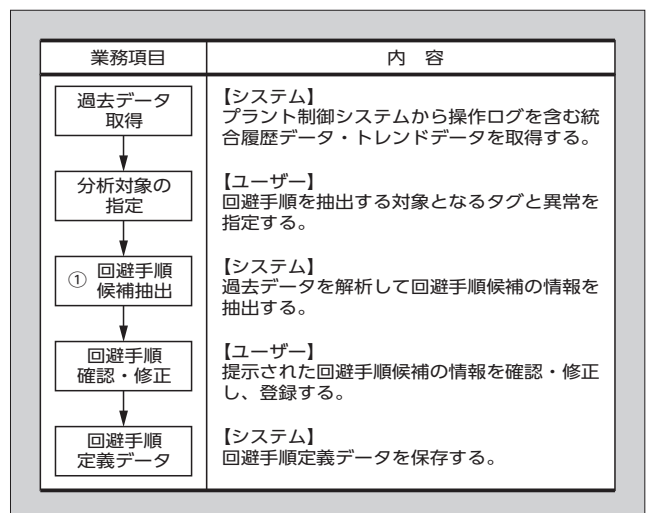 業務項目
内 容
過去データ
取得
【システム】
プラント制御システムから操作ログを含む統
合履歴データ・トレンドデータを取得する。
分析対象の
指定
【ユーザー】
回避手順を抽出する対象となるタグと異常を
指定する。
① 回避手順
候補抽出
【システム】
過去データを解析して回避手順候補の情報を
抽出する。
回避手順
確認・修正
【ユーザー】
提示された回避手順候補の情報を確認・修正
し、登録する。
回避手順
定義データ
【システム】
回避手順定義データを保存する。